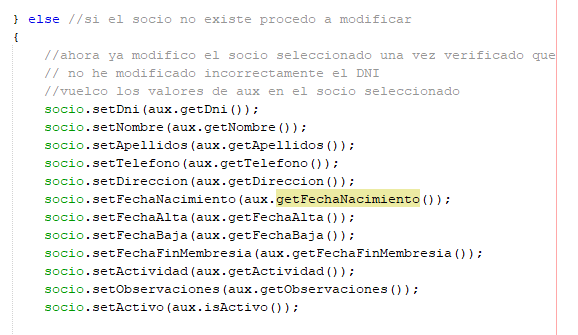 } else //si el socio no existe procedo a modificar
{
//ahora ya modifico el socio seleccionado una vez verificado que
// no he modificado incorrectamente el DNI
//vuelco los valores de aux en el socio seleccionado
socio.setDni(aux.getDni());
socio.setNombre(aux.getNombre());
socio.setApellidos(aux.getApellidos());
socio.setTelefono(aux.getTelefono());
socio.setDireccion(aux.getDireccion());
socio.setFechaNacimiento(aux.getFechaNacimiento());
socio.setFechaAlta(aux.getFechaAlta());
socio.setFechaBaja(aux.getFechaBaja());
socio.setFechaFinMembresia(aux.getFechaFinMembresia());
socio.setActividad(aux.getActividad());
socio.setObservaciones(aux.getObservaciones());
socio.setActivo(aux.isActivo());